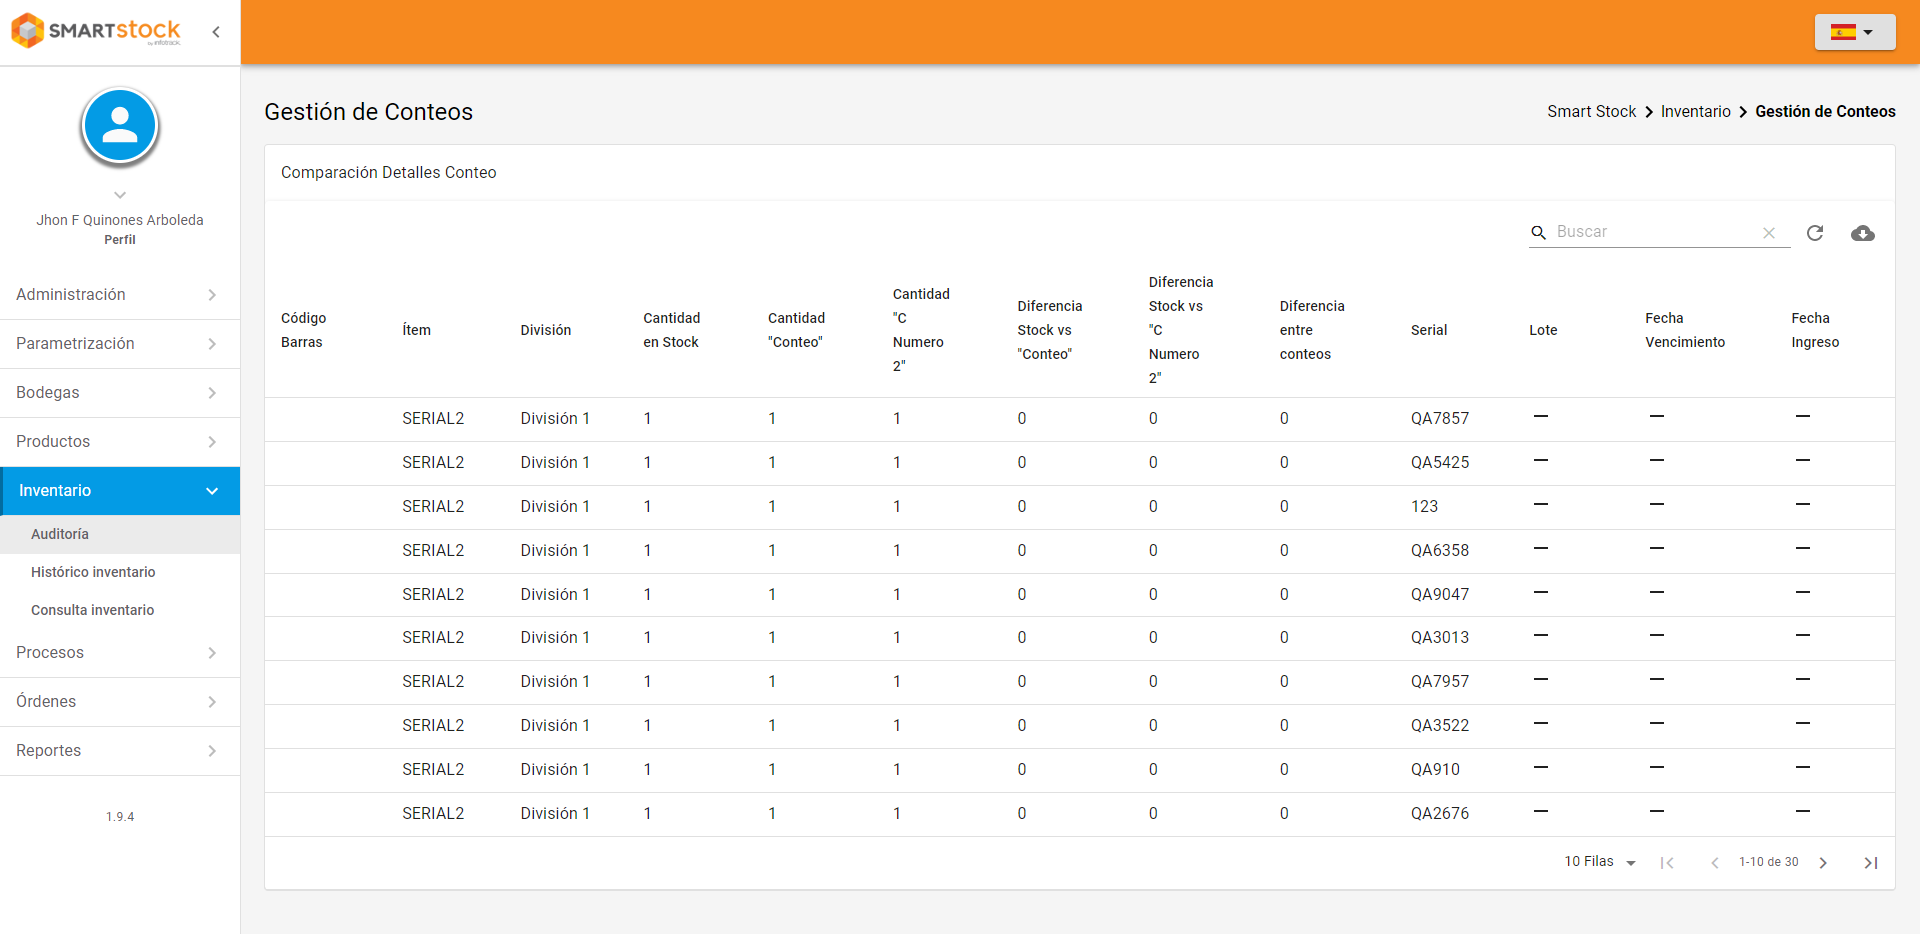 SMARTstock
by infotrack.
Jhon F Quinones Arboleda
Perfil
Administración
Parametrización
Bodegas
Productos
Inventario
Auditoría
Histórico inventario
Consulta inventario
Procesos
Órdenes
Reportes
1.9.4
Gestión de Conteos
Smart Stock Inventario Gestión de Conteos
Comparación Detalles Conteo
Buscar
Código Barras Ítem División Cantidad en Stock Cantidad "Conteo" Cantidad "C Numero 2" Diferencia Stock vs "Conteo" Diferencia Stock vs "C Numero 2" Diferencia entre conteos Serial Lote Fecha Vencimiento Fecha Ingreso
SERIAL2 División 1 1 1 1 0 0 0 QA7857 — — —
SERIAL2 División 1 1 1 1 0 0 0 QA5425 — — —
SERIAL2 División 1 1 1 1 0 0 0 123 — — —
SERIAL2 División 1 1 1 1 0 0 0 QA6358 — — —
SERIAL2 División 1 1 1 1 0 0 0 QA9047 — — —
SERIAL2 División 1 1 1 1 0 0 0 QA3013 — — —
SERIAL2 División 1 1 1 1 0 0 0 QA7957 — — —
SERIAL2 División 1 1 1 1 0 0 0 QA3522 — — —
SERIAL2 División 1 1 1 1 0 0 0 QA910 — — —
SERIAL2 División 1 1 1 1 0 0 0 QA2676 — — —
10 Filas 1-10 de 30